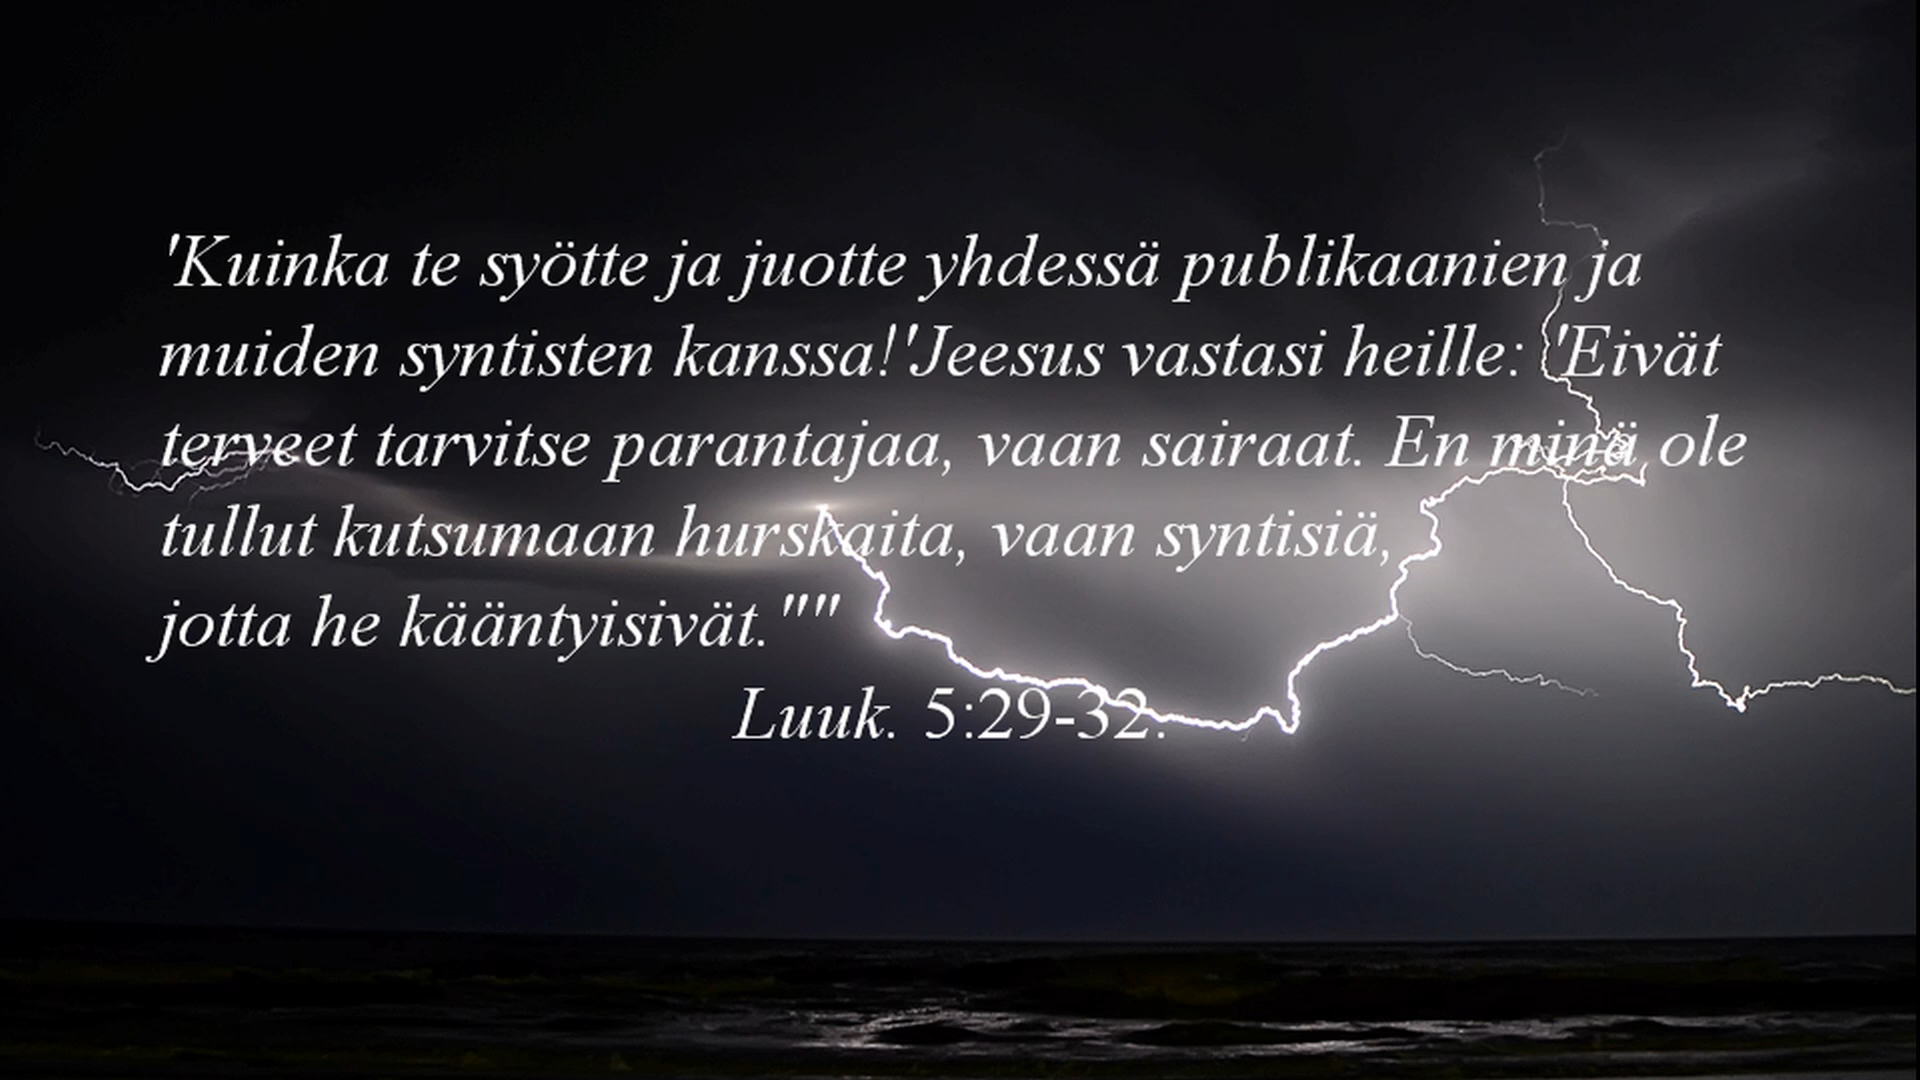 'Kuinka te syötte ja juotte yhdessä publikaanien ja
muiden syntisten kanssa!'Jeesus vastasi heille: 'Eivät
terveet tarvitse parantajaa, vaan sairaat. En minä ole
tullut kutsumaan hurskaita, vaan syntisiä,
jotta he kääntyisivät.""
Luuk. 5:29-32.